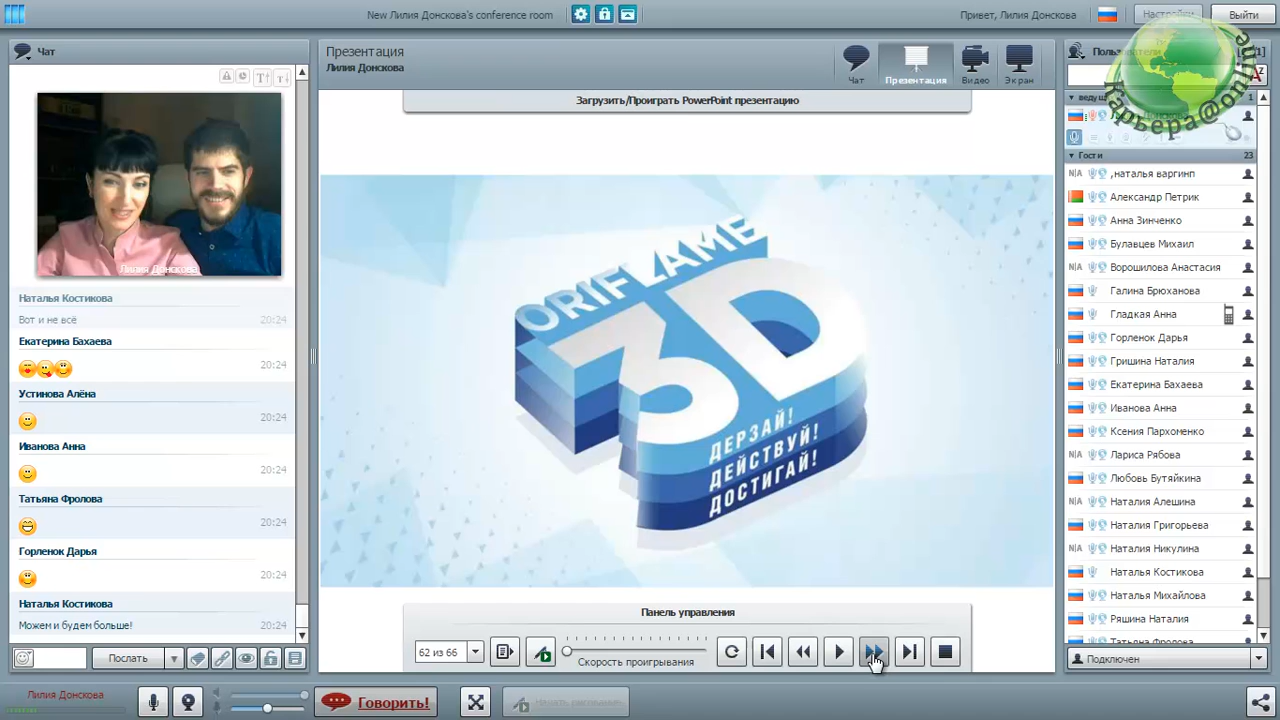 New Лилия Донскова's conference room
Привет, Лилия Донскова
Настройки
Выйти
Чат
Лилия Донскова
Наталья Костикова
Вот и не всё
20:24
Екатерина Бахаева
20:24
Устинова Алёна
20:24
Иванова Анна
20:24
Татьяна Фролова
20:24
Горленок Дарья
20:24
Наталья Костикова
Можем и будем больше!
20:24
Послать
Презентация
Лилия Донскова
Чат
Презентация
Видео
Экран
Загрузить/Проиграть PowerPoint презентацию
ORIFLAME
3D
ДЕРЗАЙ!
ДЕЙСТВУЙ!
ДОСТИГАЙ!
Панель управления
62 из 66
Скорость проигрывания
Карьера@online
Гости
23
N|A ,наталья варгинп
Александр Петрик
Анна Зинченко
Булавцев Михаил
N|A Ворошилова Анастасия
Галина Брюханова
Гладкая Анна
Горленок Дарья
Гришина Наталия
Екатерина Бахаева
Иванова Анна
Ксения Пархоменко
Лариса Рябова
Любовь Бутяйкина
N|A Наталия Алешина
Наталия Григорьева
N|A Наталия Никулина
Наталья Костикова
Наталья Михайлова
Ряшина Наталия
Татьяна Фролова
Подключен
Лилия Донскова
Говорить!
Начать рисование